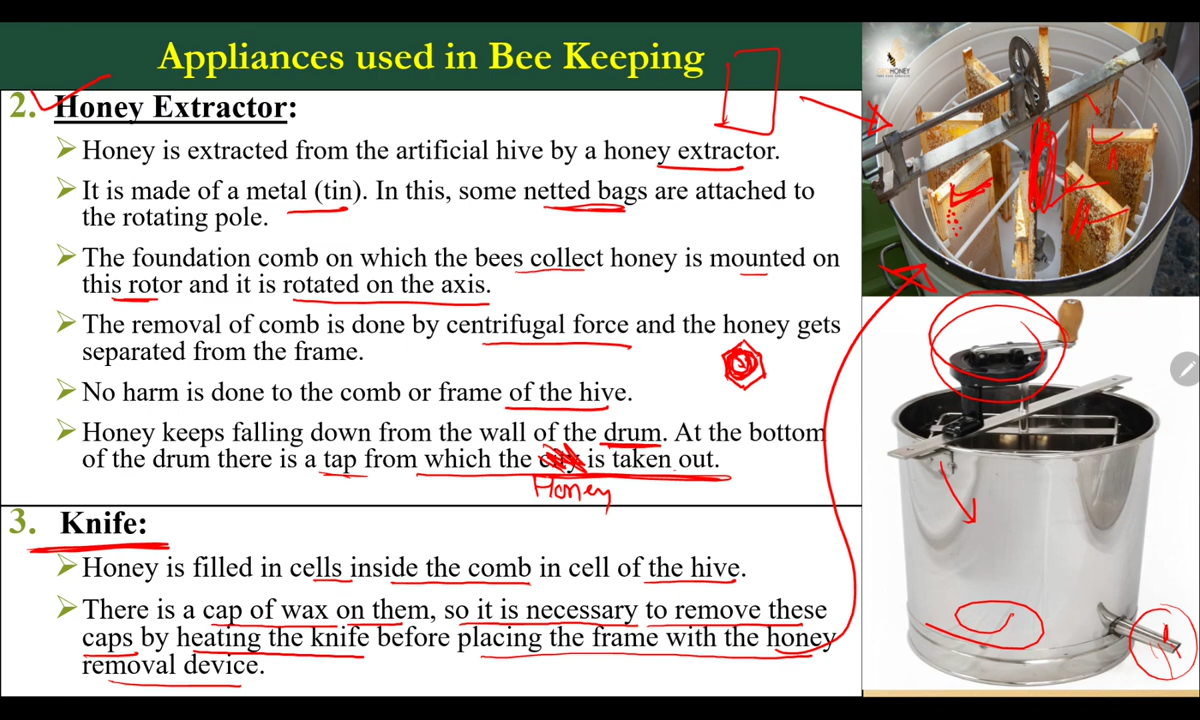 Appliances used in Bee Keeping
2. Honey Extractor:
Honey is extracted from the artificial hive by a honey extractor.
It is made of a metal (tin). In this, some netted bags are attached to
the rotating pole.
The foundation comb on which the bees collect honey is mounted on
this rotor and it is rotated on the axis.
The removal of comb is done by centrifugal force and the honey gets
separated from the frame.
No harm is done to the comb or frame of the hive.
Honey keeps falling down from the wall of the drum. At the bottom
of the drum there is a tap from which the is taken out.
Honey
3. Knife:
Honey is filled in cells inside the comb in cell of the hive.
There is a cap of wax on them, so it is necessary to remove these
caps by heating the knife before placing the frame with the honey
removal device.
HONEY